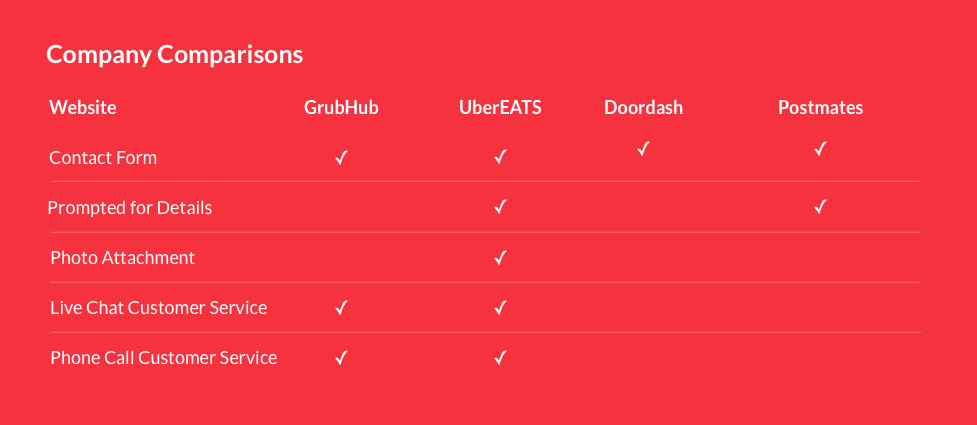 Company Comparisons
Website GrubHub UberEATS Doordash Postmates
Contact Form ✓ ✓ ✓ ✓
Prompted for Details ✓ ✓
Photo Attachment ✓
Live Chat Customer Service ✓ ✓
Phone Call Customer Service ✓ ✓